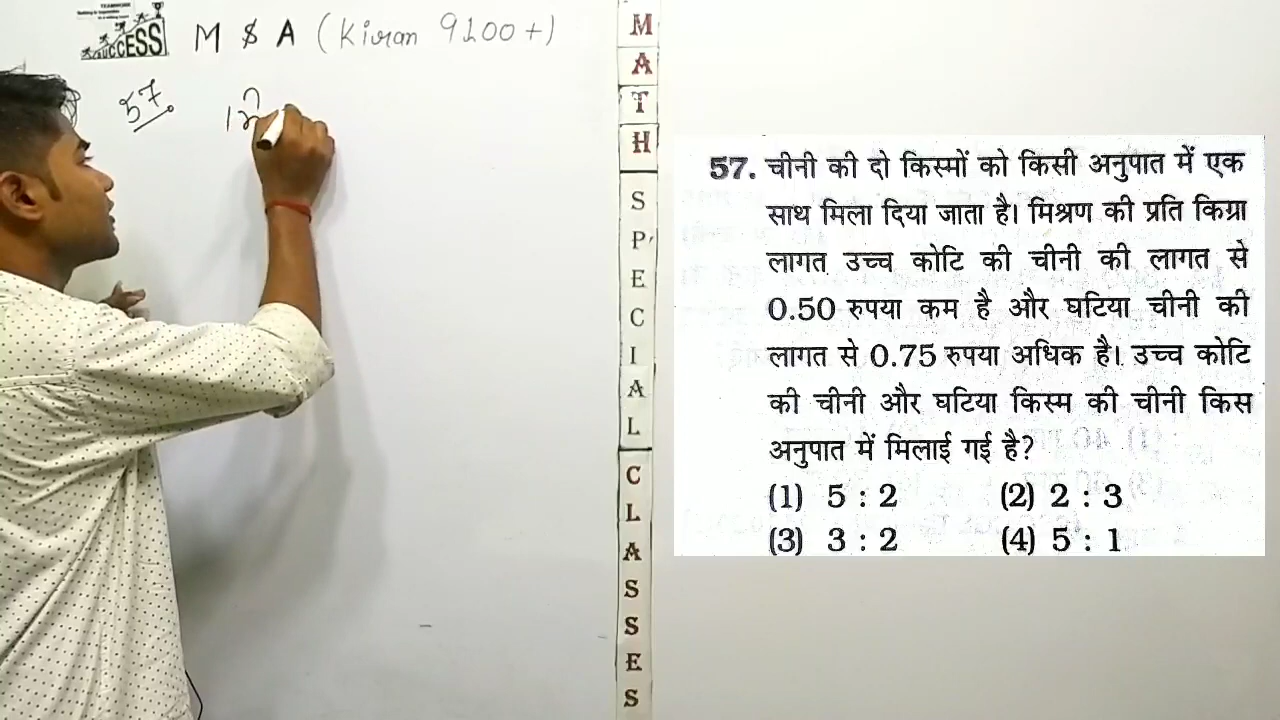 TEAMWORK
SUCCESS
M $ A (Kiran 9100+)
57.
M
A
T
H
S
P
E
C
I
A
L
C
L
A
S
S
E
S
57. चीनी की दो किस्मों को किसी अनुपात में एक
साथ मिला दिया जाता है। मिश्रण की प्रति किग्रा
लागत उच्च कोटि की चीनी की लागत से
0.50 रुपया कम है और घटिया चीनी की
लागत से 0.75 रुपया अधिक है। उच्च कोटि
की चीनी और घटिया किस्म की चीनी किस
अनुपात में मिलाई गई है?
(1) 5 : 2 (2) 2 : 3
(3) 3 : 2 (4) 5 : 1